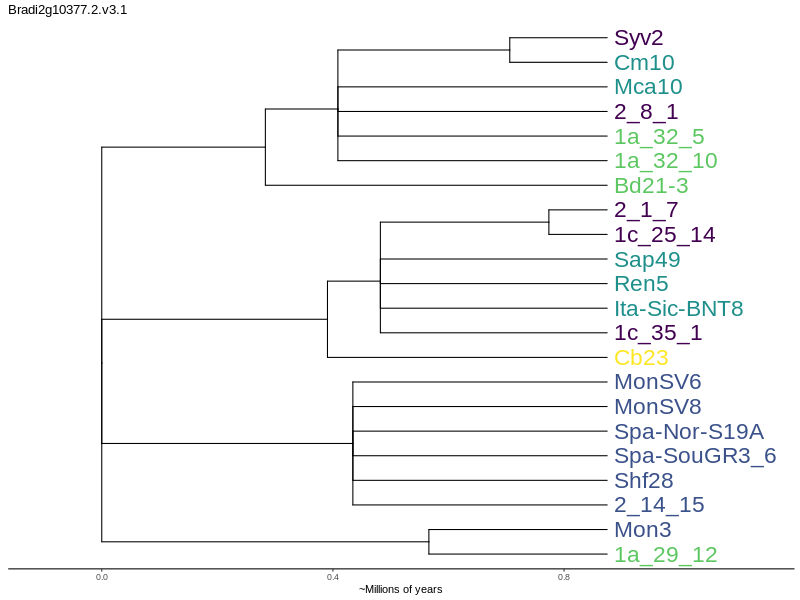 Bradi2g10377.2.v3.1
Syv2
Cm10
Mca10
2_8_1
1a_32_5
1a_32_10
Bd21-3
2_1_7
1c_25_14
Sap49
Ren5
Ita-Sic-BNT8
1c_35_1
Cb23
MonSV6
MonSV8
Spa-Nor-S19A
Spa-SouGR3_6
Shf28
2_14_15
Mon3
1a_29_12
0.0 0.4 0.8
~Millions of years